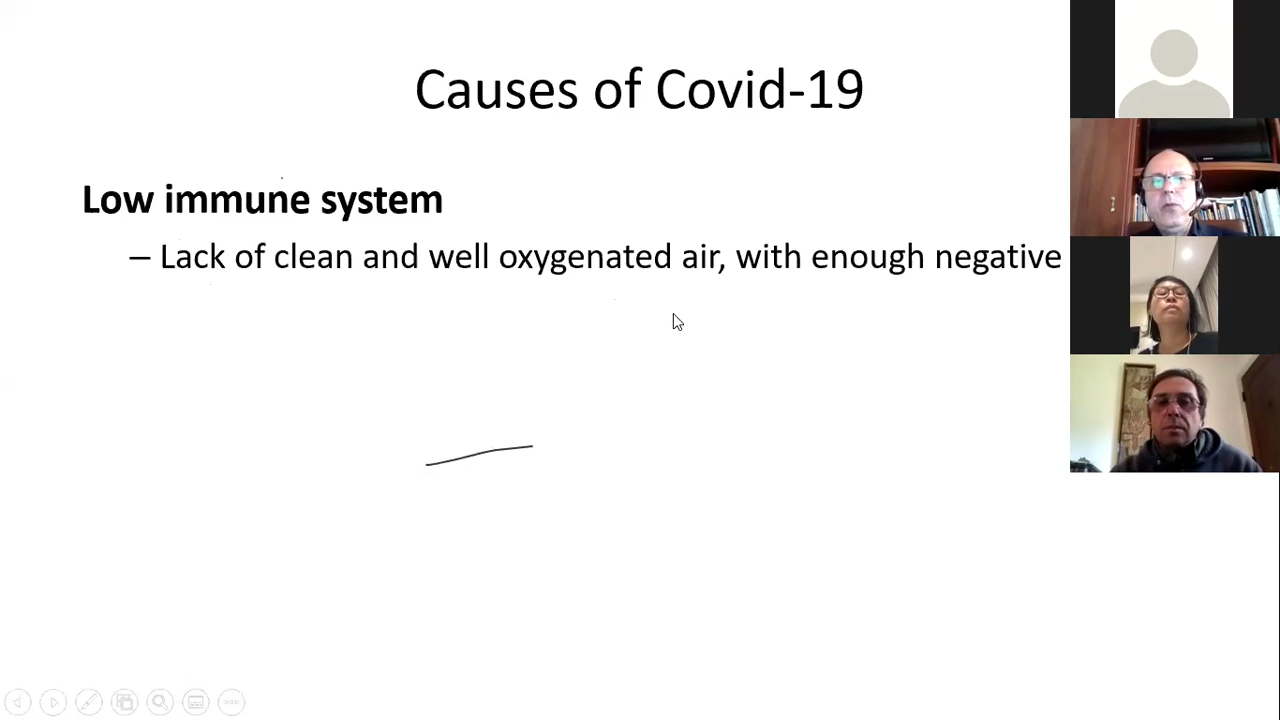 Causes of Covid-19
Low immune system
– Lack of clean and well oxygenated air, with enough negative